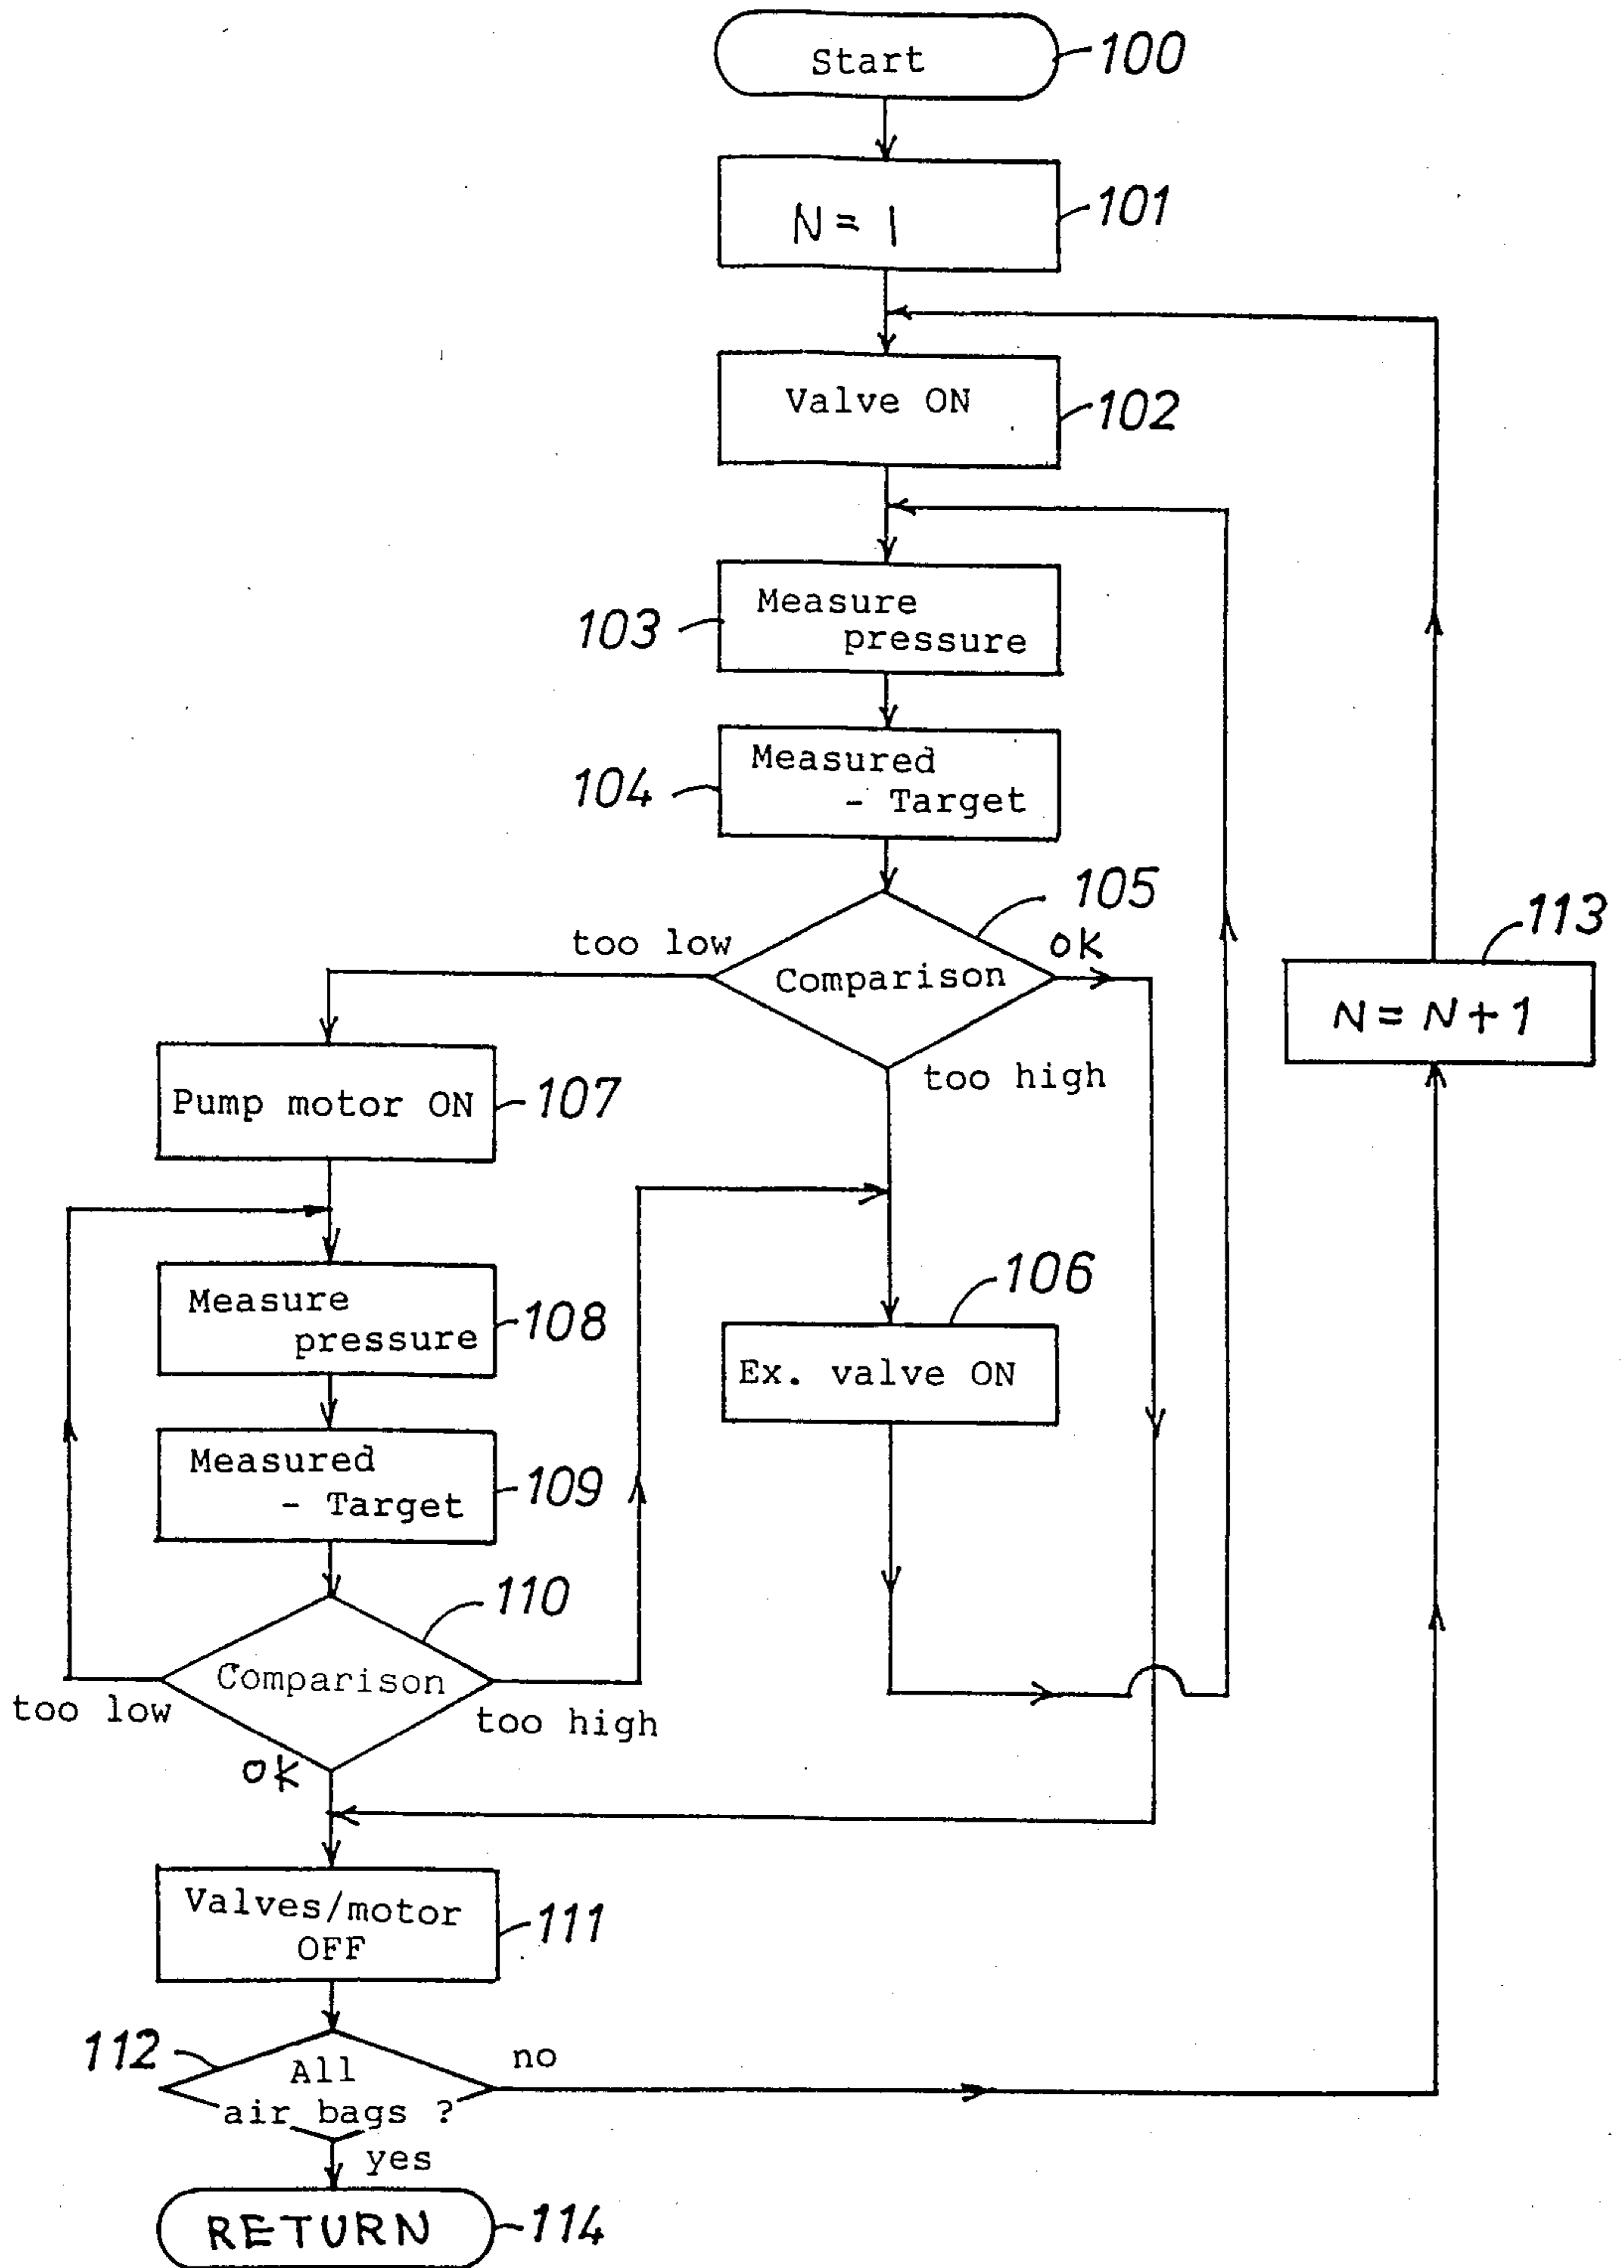 Start
100
N = 1
101
Valve ON
102
Measure
pressure
103
Measured
- Target
104
105
too low
Comparison
ok
too high
113
N = N + 1
Pump motor ON
107
Measure
pressure
108
106
Ex. valve ON
Measured
- Target
109
110
Comparison
too low
too high
ok
Valves/motor
OFF
111
112
All
air bags ?
no
yes
RETURN
114